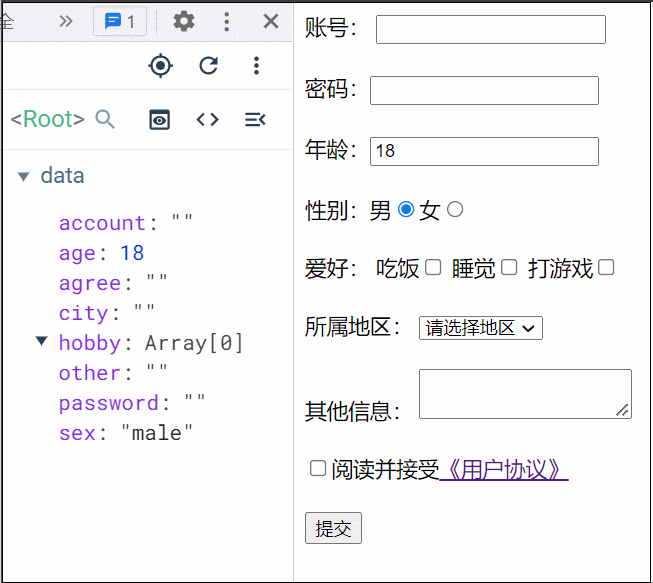 全 1
<Root>
data
account: ""
age: 18
agree: ""
city: ""
hobby: Array[0]
other: ""
password: ""
sex: "male"
账号：
密码：
年龄： 18
性别：男 女
爱好： 吃饭 睡觉 打游戏
所属地区： 请选择地区
其他信息：
阅读并接受《用户协议》
提交